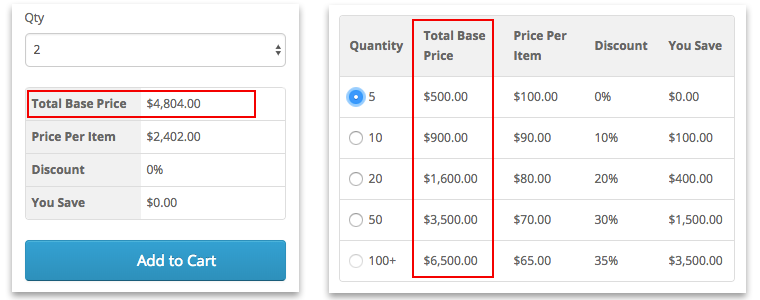 Qty
2
Total Base Price $4,804.00
Price Per Item $2,402.00
Discount 0%
You Save $0.00
Add to Cart
Quantity Total Base Price Price Per Item Discount You Save
5 $500.00 $100.00 0% $0.00
10 $900.00 $90.00 10% $100.00
20 $1,600.00 $80.00 20% $400.00
50 $3,500.00 $70.00 30% $1,500.00
100+ $6,500.00 $65.00 35% $3,500.00